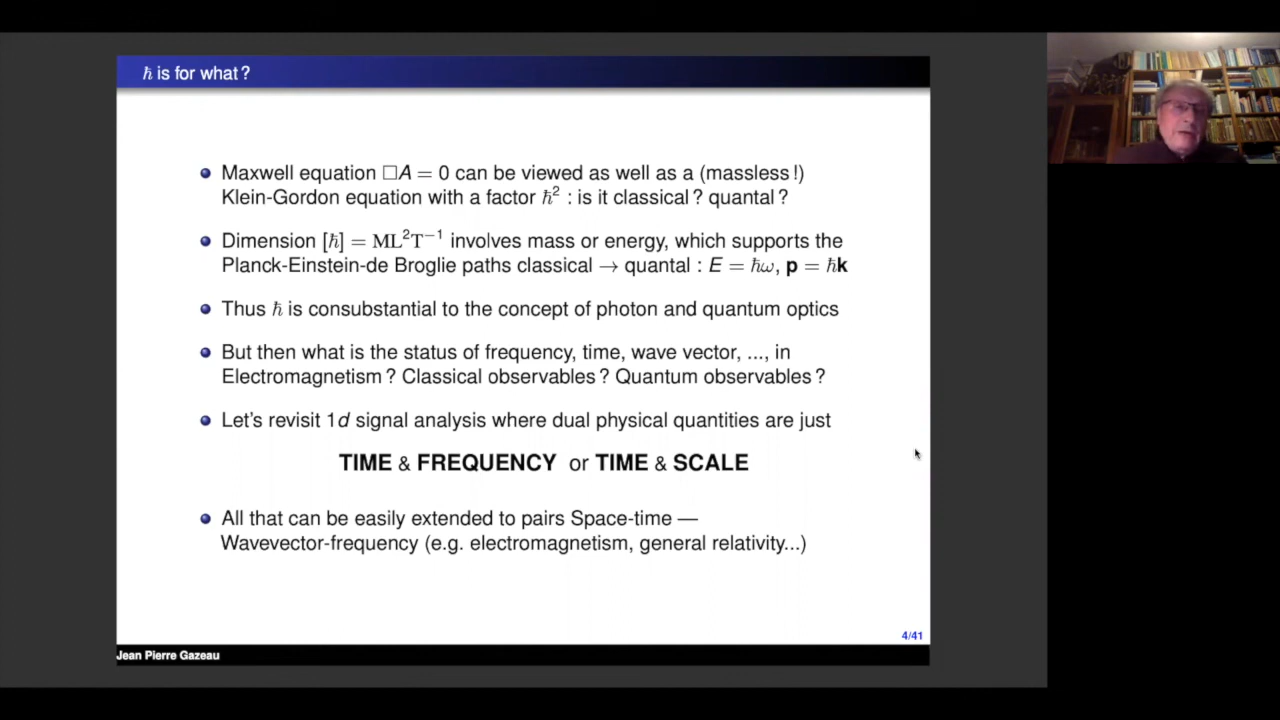 ℏ is for what ?
Maxwell equation □A = 0 can be viewed as well as a (massless !)
Klein-Gordon equation with a factor ℏ² : is it classical ? quantal ?
Dimension [ℏ] = ML²T⁻¹ involves mass or energy, which supports the
Planck-Einstein-de Broglie paths classical → quantal : E = ℏω, p = ℏk
Thus ℏ is consubstantial to the concept of photon and quantum optics
But then what is the status of frequency, time, wave vector, ..., in
Electromagnetism ? Classical observables ? Quantum observables ?
Let's revisit 1d signal analysis where dual physical quantities are just
TIME & FREQUENCY or TIME & SCALE
All that can be easily extended to pairs Space-time —
Wavevector-frequency (e.g. electromagnetism, general relativity...)
4/41
Jean Pierre Gazeau